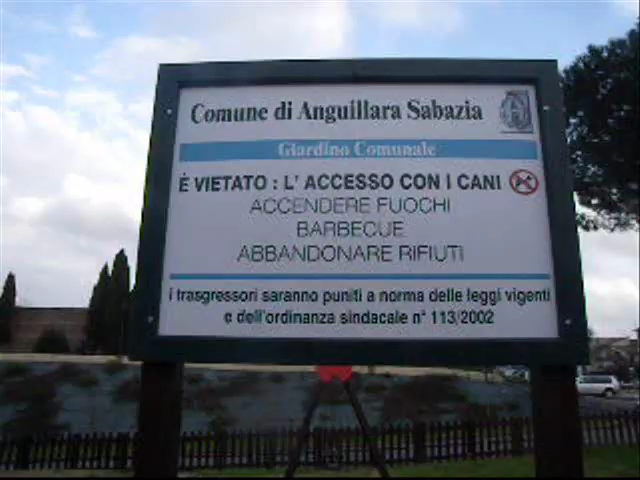 Comune di Anguillara Sabazia
Giardino Comunale
È VIETATO : L' ACCESSO CON I CANI
ACCENDERE FUOCHI
BARBECUE
ABBANDONARE RIFIUTI
i trasgressori saranno puniti a norma delle leggi vigenti
e dell'ordinanza sindacale n° 113/2002